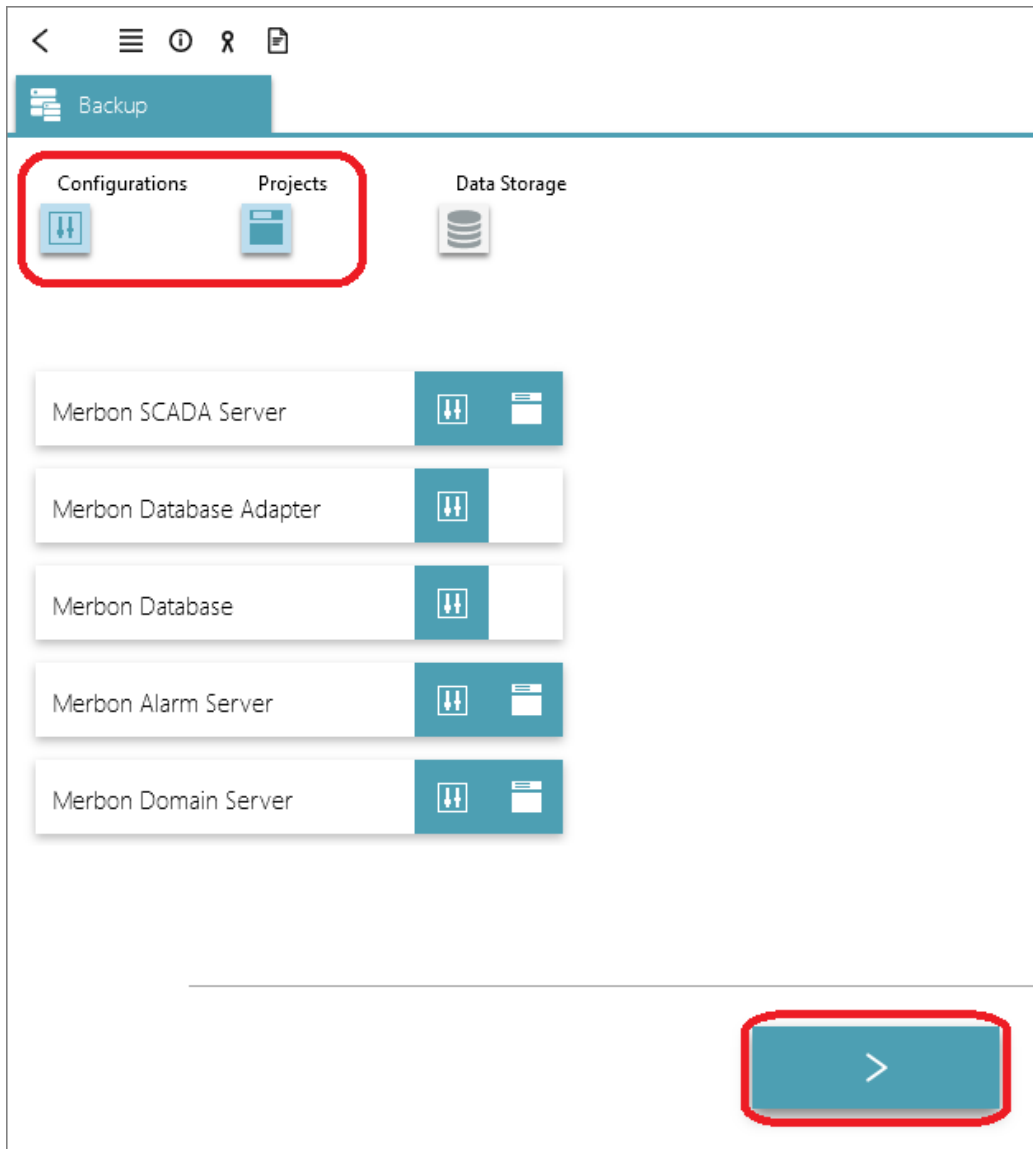 Backup
Configurations Projects Data Storage
Merbon SCADA Server
Merbon Database Adapter
Merbon Database
Merbon Alarm Server
Merbon Domain Server